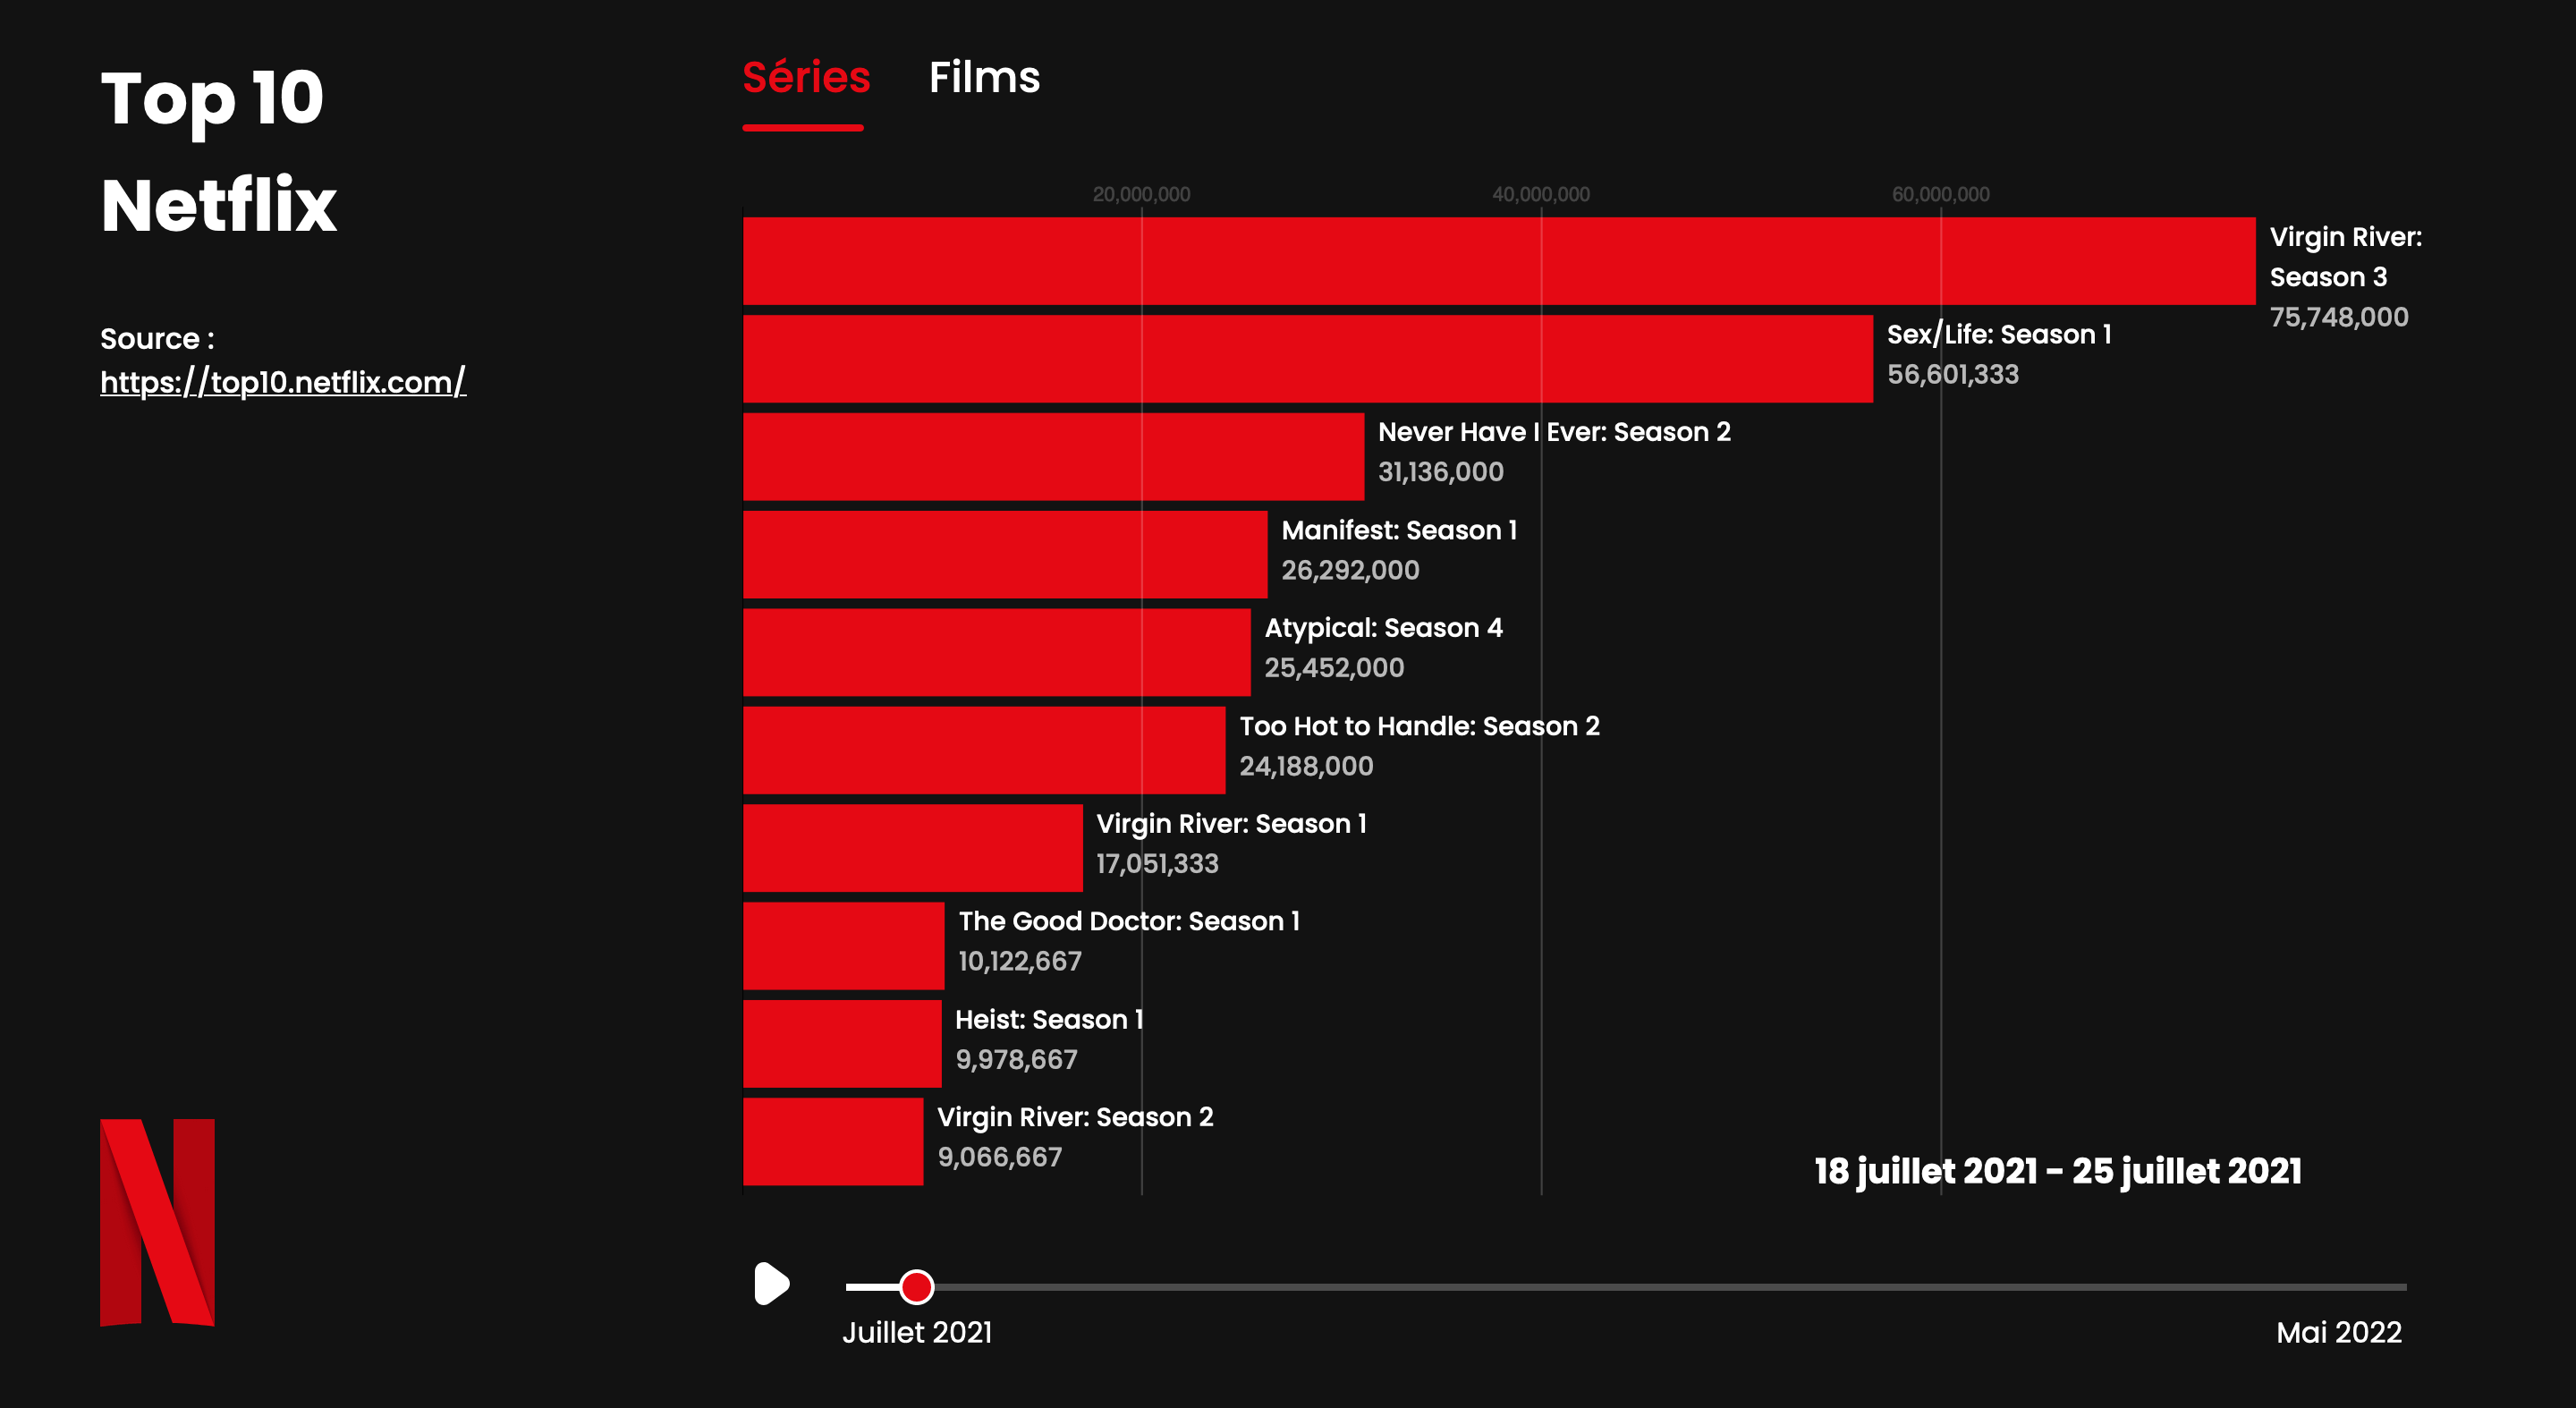 Top 10
Netflix
Source :
https://top10.netflix.com/
Séries
Films
20,000,000
40,000,000
60,000,000
Virgin River:
Season 3
75,748,000
Sex/Life: Season 1
56,601,333
Never Have I Ever: Season 2
31,136,000
Manifest: Season 1
26,292,000
Atypical: Season 4
25,452,000
Too Hot to Handle: Season 2
24,188,000
Virgin River: Season 1
17,051,333
The Good Doctor: Season 1
10,122,667
Heist: Season 1
9,978,667
Virgin River: Season 2
9,066,667
18 juillet 2021 - 25 juillet 2021
Juillet 2021
Mai 2022